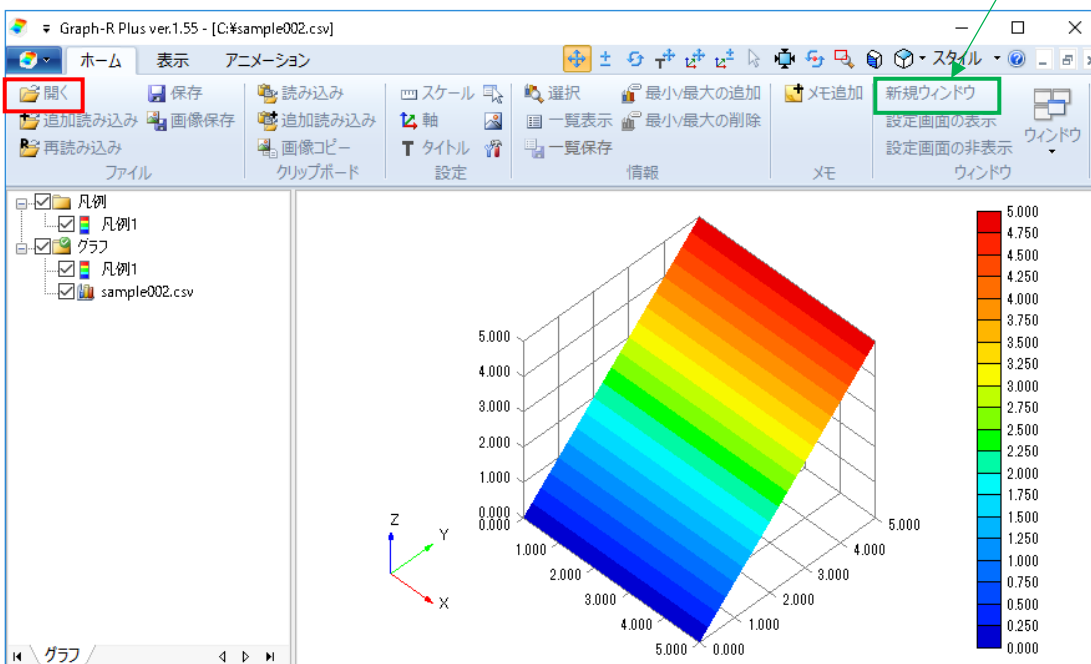 Graph-R Plus ver.1.55 - [C:¥sample002.csv]
ホーム 表示 アニメーション スタイル
開く 保存 読み込み スケール 選択 最小/最大の追加 メモ追加 新規ウィンドウ
追加読み込み 画像保存 追加読み込み 軸 一覧表示 最小/最大の削除 設定画面の表示 ウィンドウ
再読み込み 画像コピー タイトル 一覧保存 設定画面の非表示
ファイル クリップボード 設定 情報 メモ ウィンドウ
凡例
凡例1
グラフ
凡例1
sample002.csv
5.000
4.000
3.000
2.000
1.000
0.000
0.000
1.000
2.000
3.000
4.000
5.000
0.000
1.000
2.000
3.000
4.000
5.000
Z
Y
X
5.000
4.750
4.500
4.250
4.000
3.750
3.500
3.250
3.000
2.750
2.500
2.250
2.000
1.750
1.500
1.250
1.000
0.750
0.500
0.250
0.000
グラフ